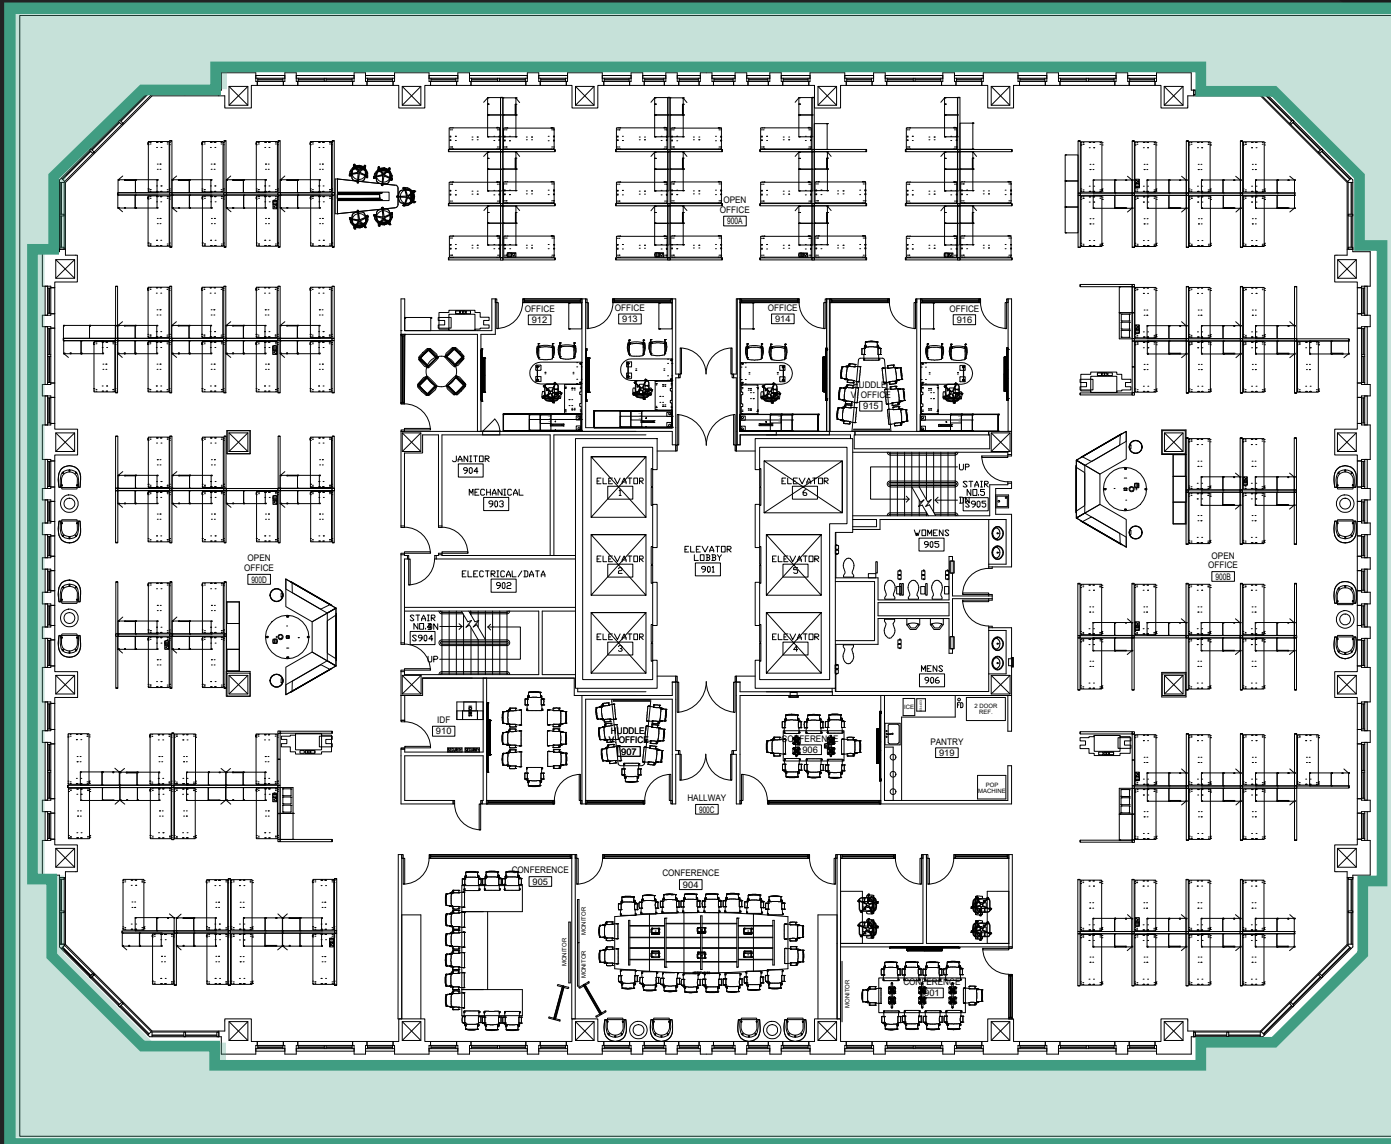 OPEN
OFFICE
900A
OFFICE
912
OFFICE
913
OFFICE
914
OFFICE
916
HUDDLE
915
JANITOR
904
MECHANICAL
903
ELECTRICAL/DATA
902
STAIR
S904
UP
ELEVATOR
1
ELEVATOR
2
ELEVATOR
3
ELEVATOR
LOBBY
901
ELEVATOR
6
ELEVATOR
5
ELEVATOR
4
UP
STAIR
NO.5
S905
WOMENS
905
MENS
906
OPEN
OFFICE
900D
OPEN
OFFICE
900B
IDF
910
HUDDLE
OFFICE
907
CONFERENCE
906
ICE
FD
2 DOOR
REF.
PANTRY
919
POP
MACHINE
HALLWAY
900C
CONFERENCE
905
CONFERENCE
904
MONITOR
MONITOR
MONITOR
MONITOR
CONFERENCE
901